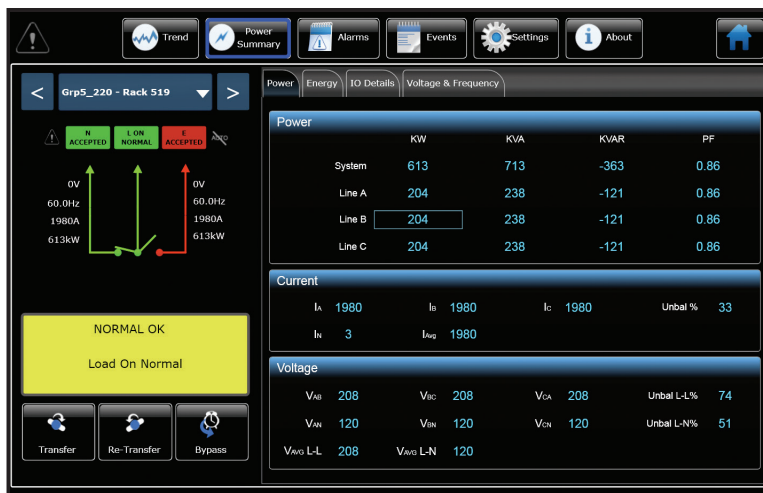 Trend
Power Summary
Alarms
Events
Settings
i About
< Grp5_220 - Rack 519 >
N ACCEPTED
L ON NORMAL
E ACCEPTED
AUTO
0V 0V
60.0Hz 60.0Hz
1980A 1980A
613kW 613kW
NORMAL OK
Load On Normal
Transfer
Re-Transfer
Bypass
Power Energy IO Details Voltage & Frequency
Power
KW KVA KVAR PF
System 613 713 -363 0.86
Line A 204 238 -121 0.86
Line B 204 238 -121 0.86
Line C 204 238 -121 0.86
Current
IA 1980 IB 1980 IC 1980 Unbal % 33
IN 3 IAvg 1980
Voltage
VAB 208 VBC 208 VCA 208 Unbal L-L% 74
VAN 120 VBN 120 VCN 120 Unbal L-N% 51
VAVG L-L 208 VAVG L-N 120